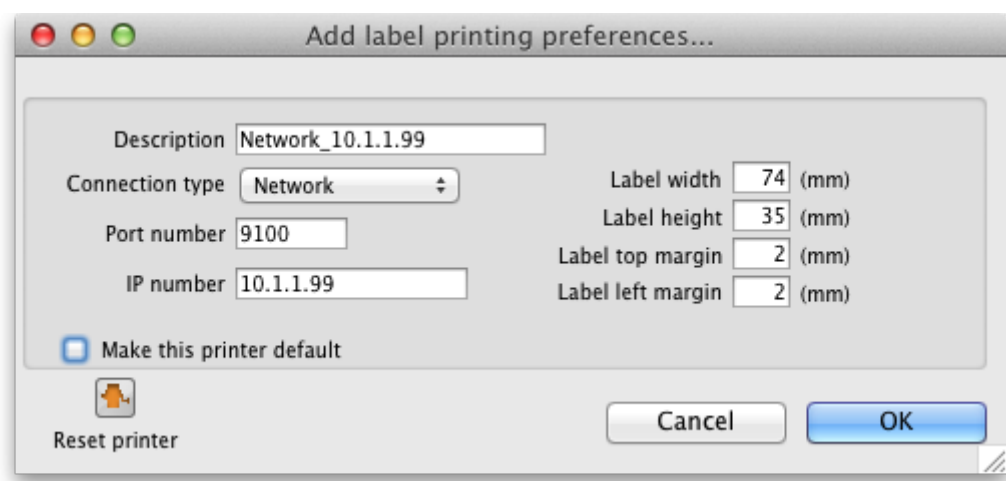 Add label printing preferences...
Description Network_10.1.1.99
Connection type Network
Port number 9100
IP number 10.1.1.99
Label width 74 (mm)
Label height 35 (mm)
Label top margin 2 (mm)
Label left margin 2 (mm)
Make this printer default
Reset printer
Cancel OK